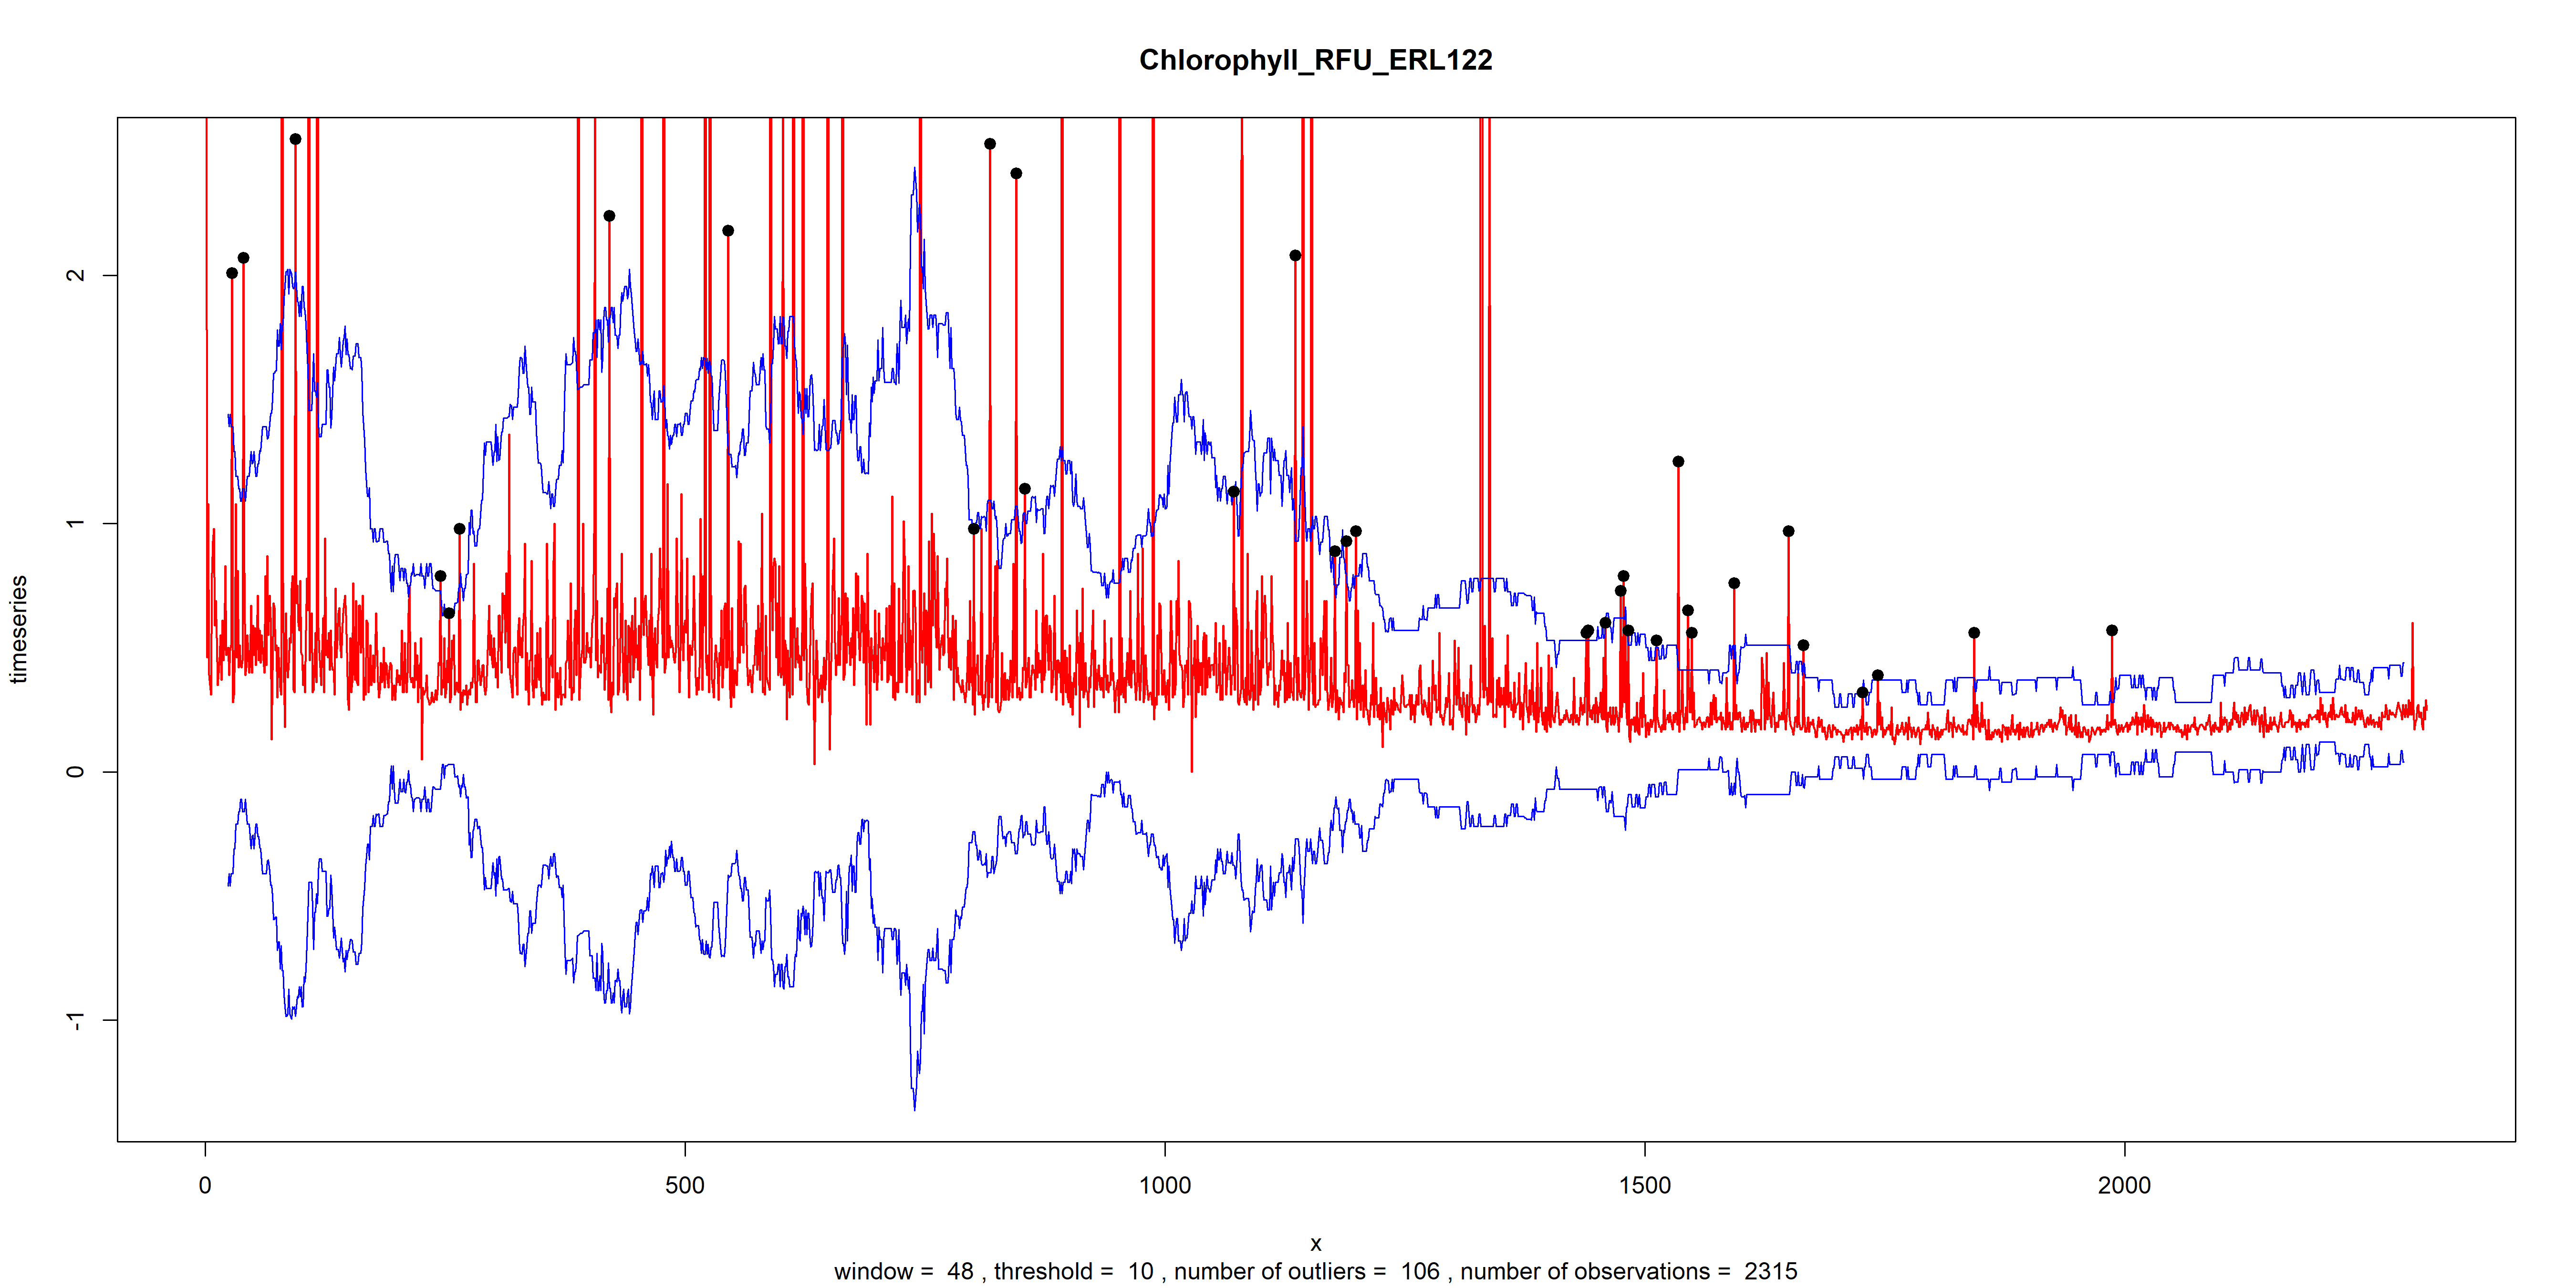 Chlorophyll_RFU_ERL122
timeseries
2
1
0
-1
0 500 1000 1500 2000
x
window = 48 , threshold = 10 , number of outliers = 106 , number of observations = 2315